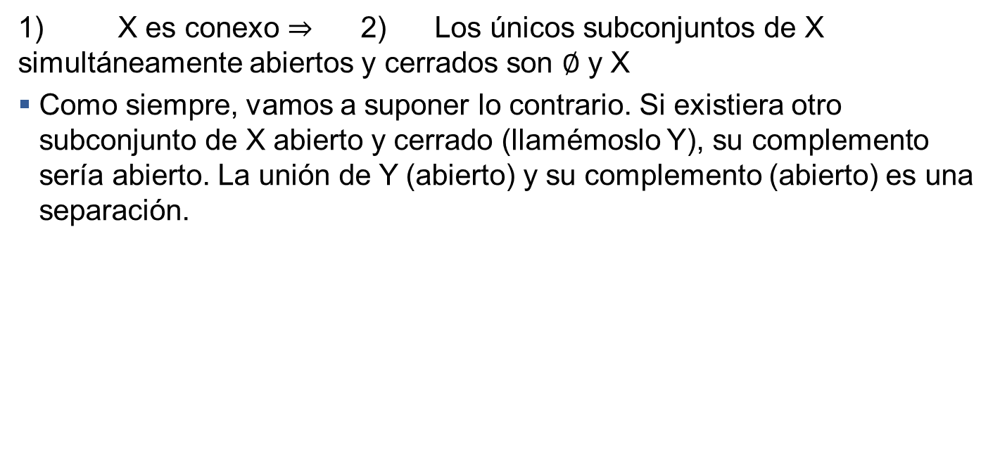 1) X es conexo ⇒ 2) Los únicos subconjuntos de X
simultáneamente abiertos y cerrados son ∅ y X
▪ Como siempre, vamos a suponer lo contrario. Si existiera otro
subconjunto de X abierto y cerrado (llamémoslo Y), su complemento
sería abierto. La unión de Y (abierto) y su complemento (abierto) es una
separación.